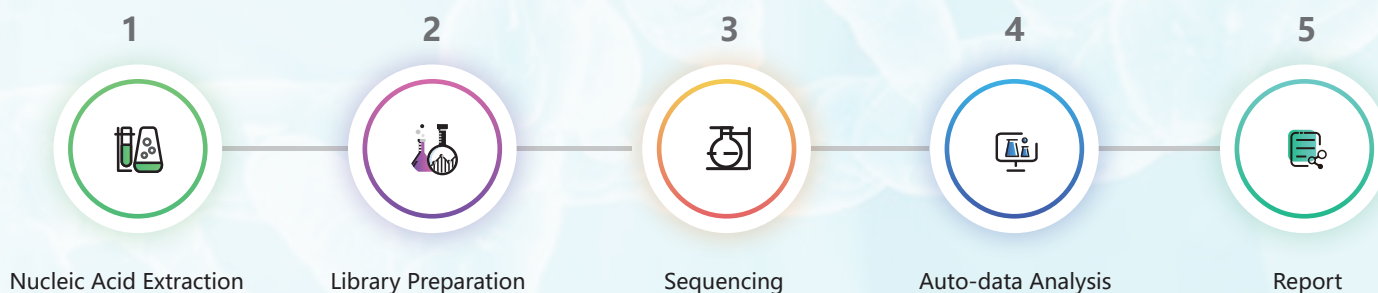 1 2 3 4 5
Nucleic Acid Extraction Library Preparation Sequencing Auto-data Analysis Report